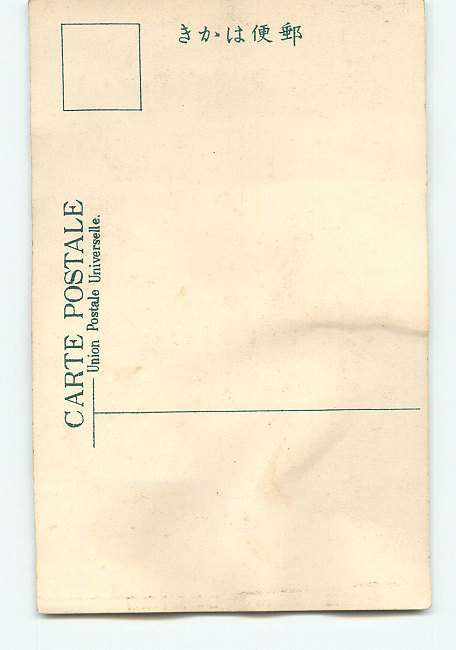 郵便はかき
CARTE POSTALE
Union Postale Universelle.